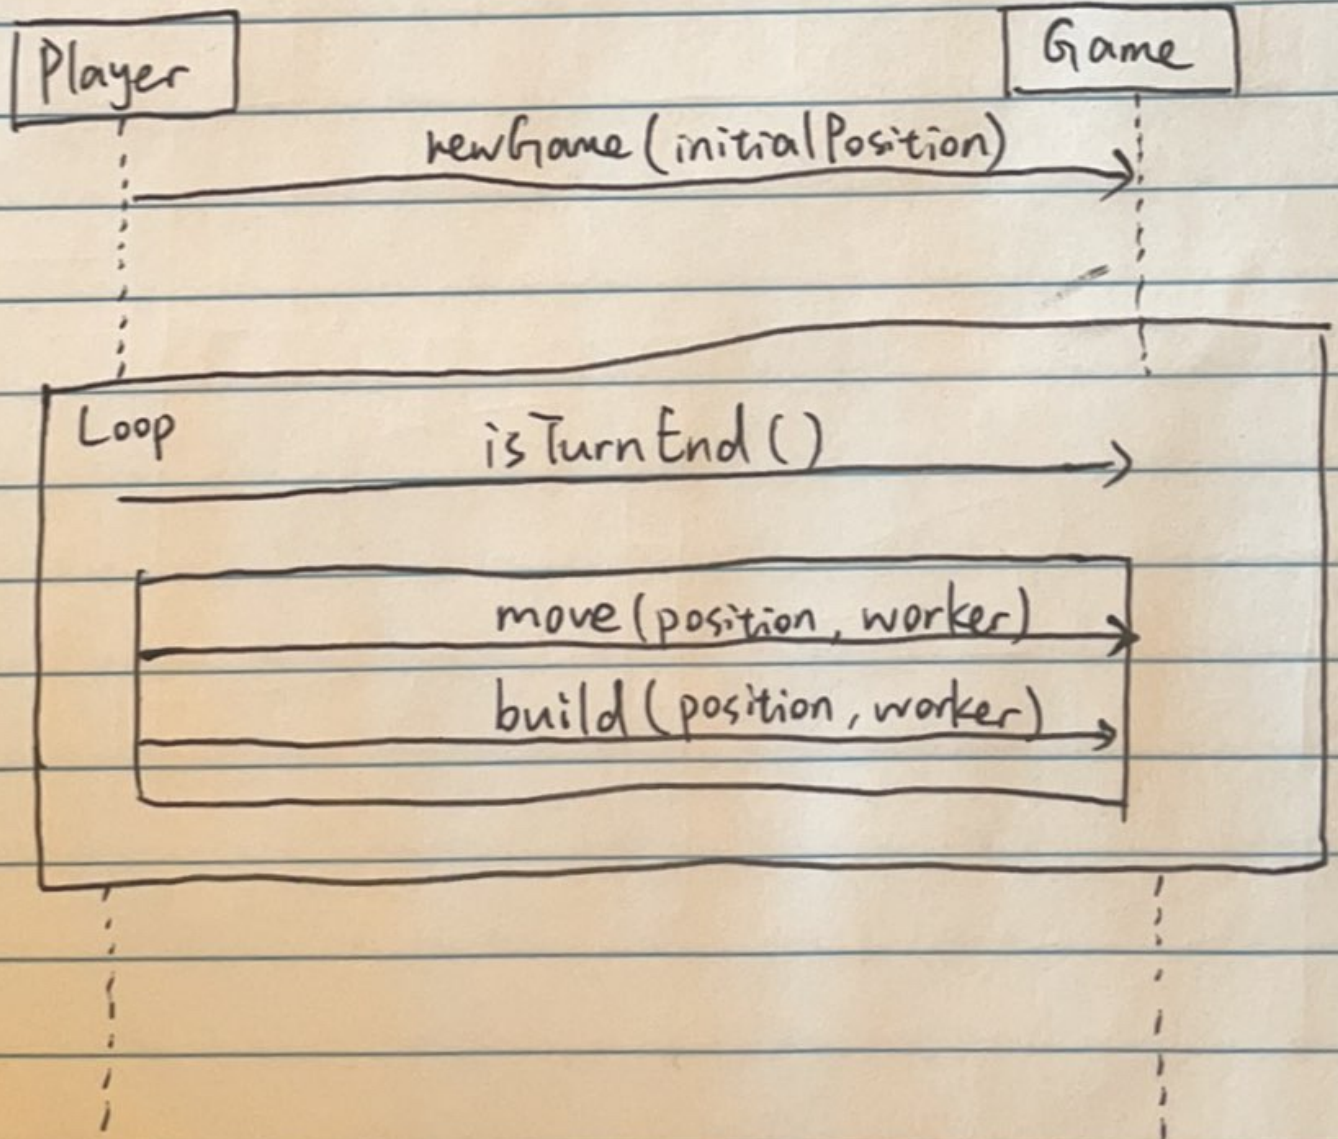 Player
Game
newGame(initialPosition)
Loop
isTurnEnd()
move(position, worker)
build(position, worker)